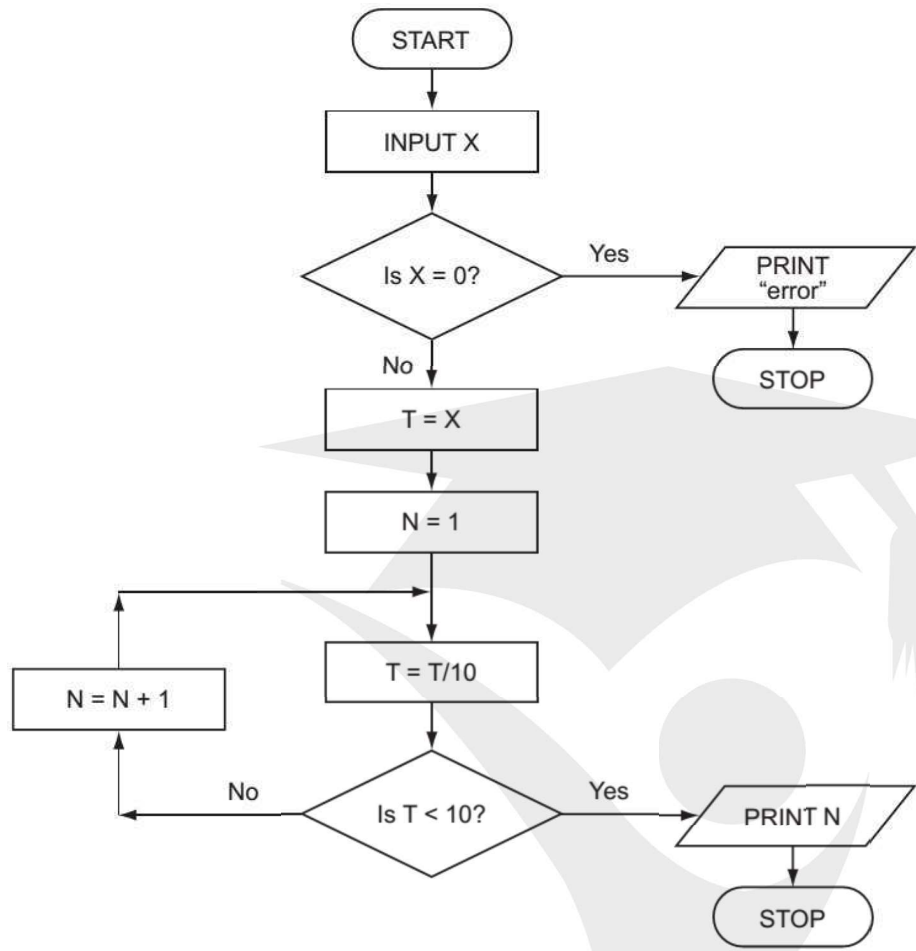 START
INPUT X
Is X = 0?
Yes
PRINT
“error”
STOP
No
T = X
N = 1
T = T/10
N = N + 1
Is T < 10?
No
Yes
PRINT N
STOP